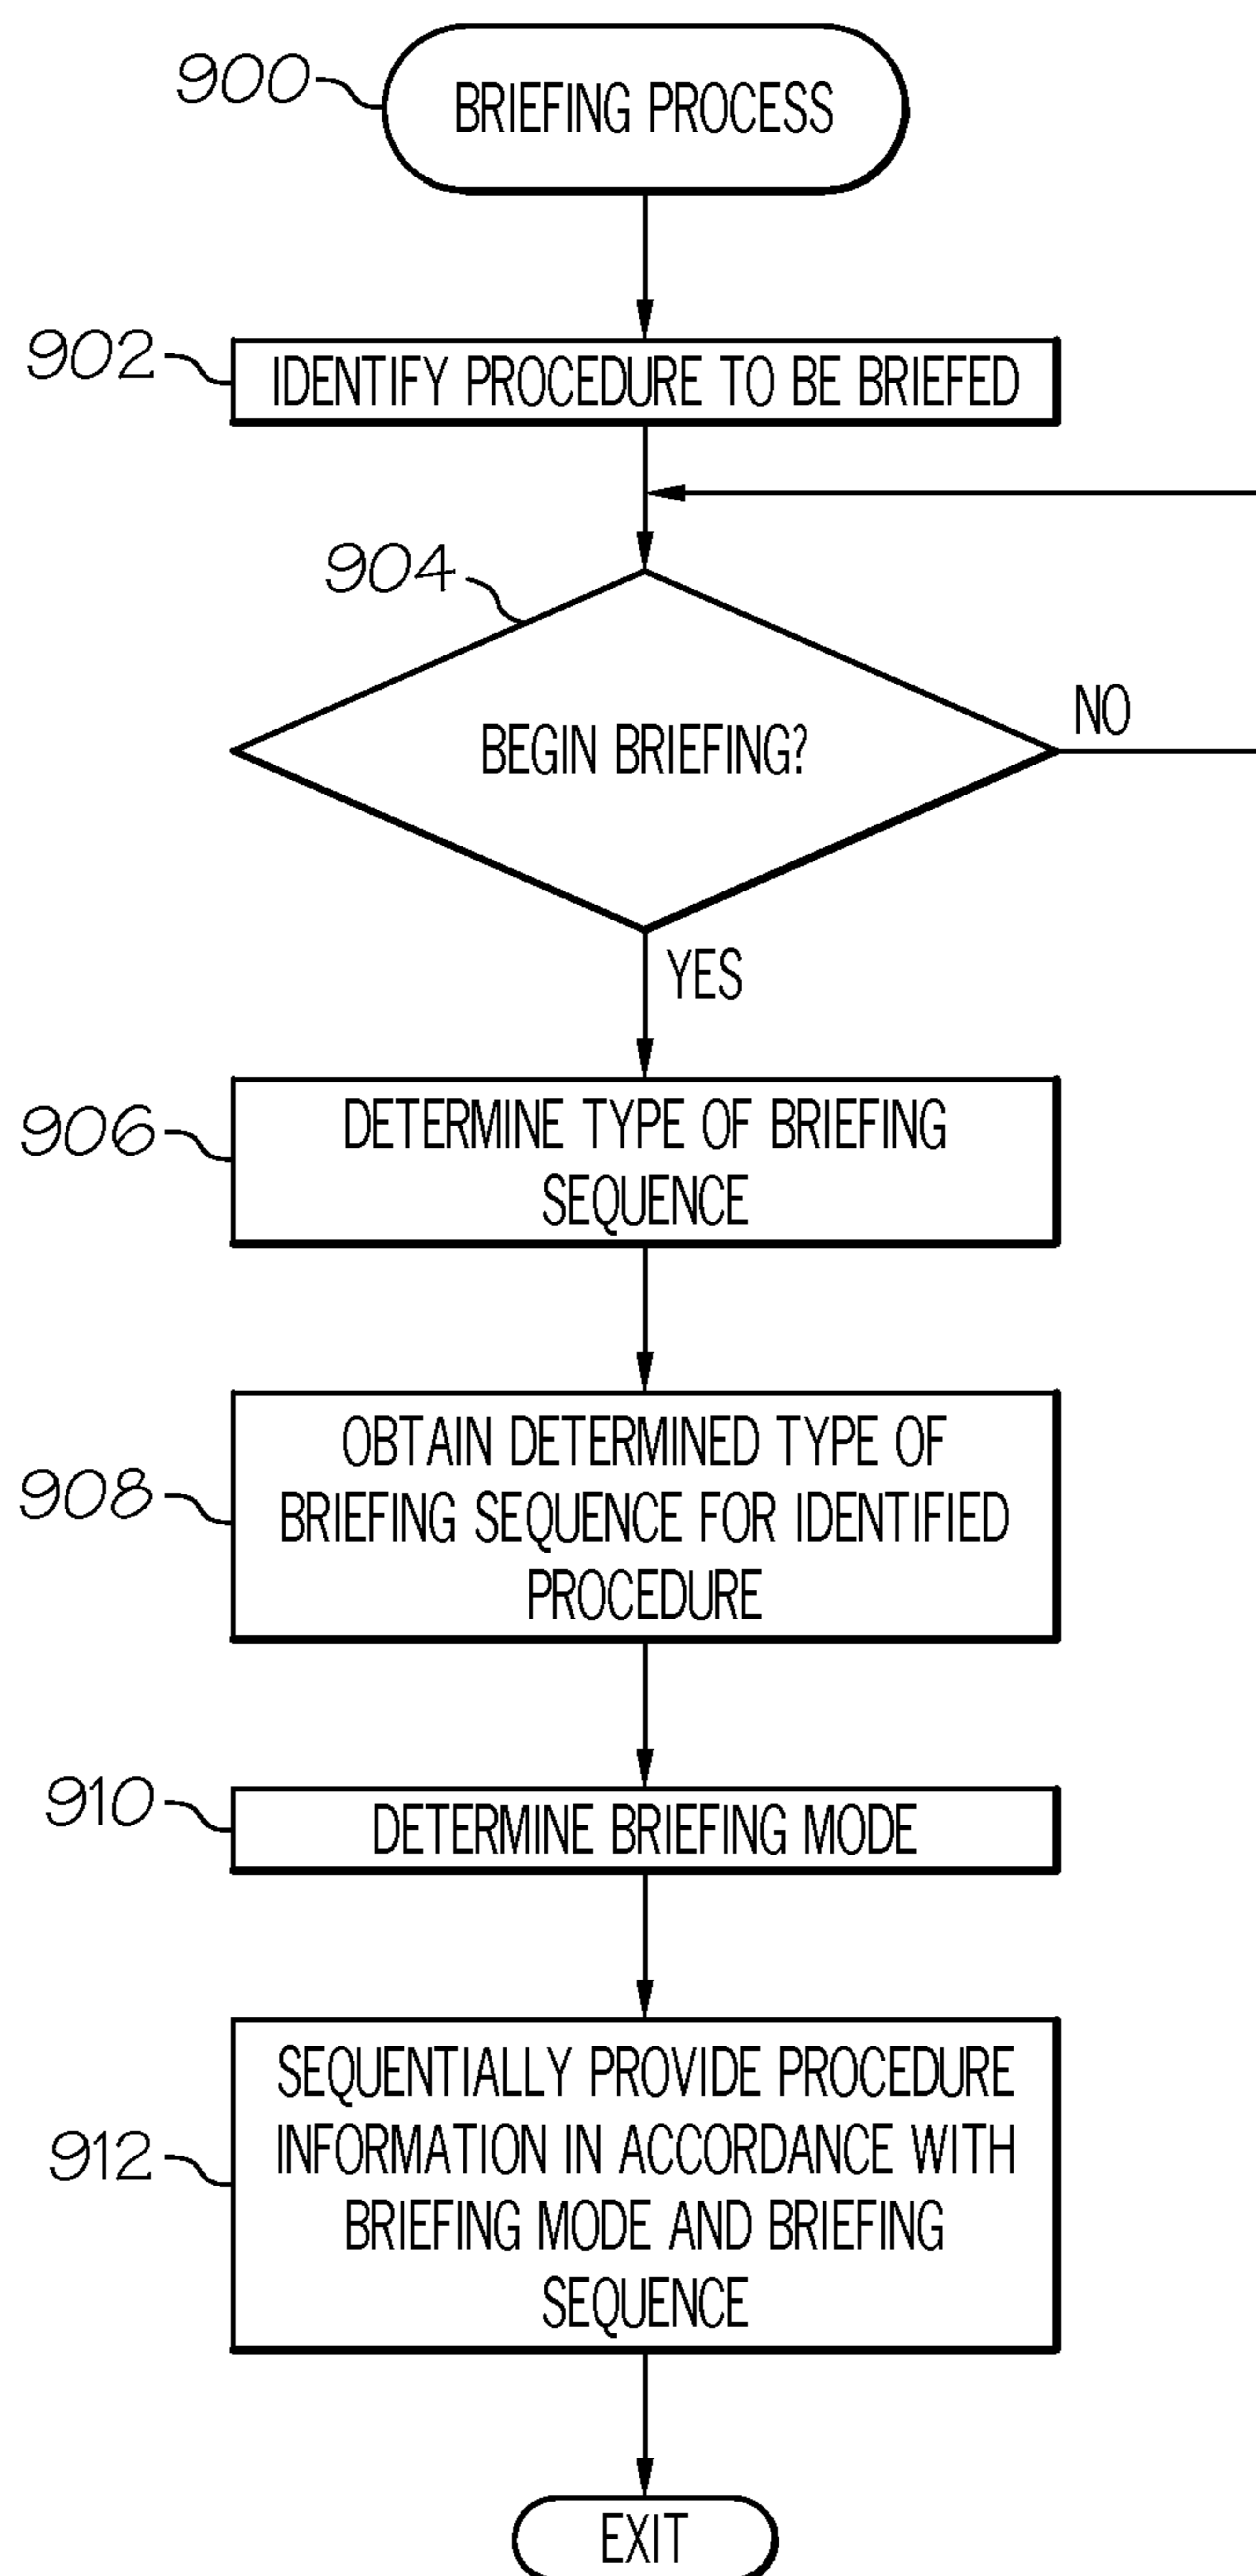 900
BRIEFING PROCESS
902
IDENTIFY PROCEDURE TO BE BRIEFED
904
BEGIN BRIEFING?
NO
YES
906
DETERMINE TYPE OF BRIEFING
SEQUENCE
908
OBTAIN DETERMINED TYPE OF
BRIEFING SEQUENCE FOR IDENTIFIED
PROCEDURE
910
DETERMINE BRIEFING MODE
912
SEQUENTIALLY PROVIDE PROCEDURE
INFORMATION IN ACCORDANCE WITH
BRIEFING MODE AND BRIEFING
SEQUENCE
EXIT